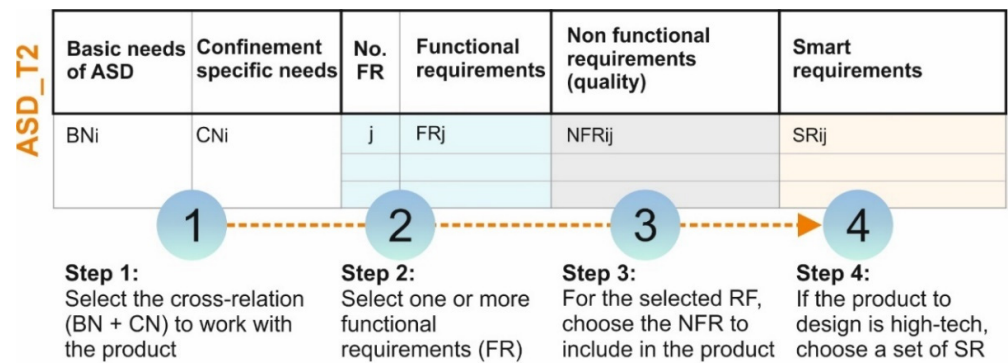 ASD_T2
Basic needs of ASD
Confinement specific needs
No. FR
Functional requirements
Non functional requirements (quality)
Smart requirements
BNi
CNi
j
FRj
NFRij
SRij
1
2
3
4
Step 1:
Select the cross-relation
(BN + CN) to work with
the product
Step 2:
Select one or more
functional
requirements (FR)
Step 3:
For the selected RF,
choose the NFR to
include in the product
Step 4:
If the product to
design is high-tech,
choose a set of SR